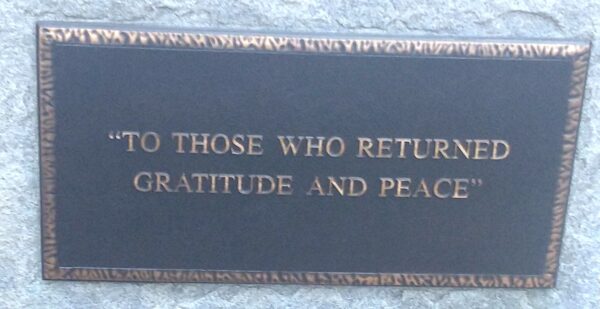 “TO THOSE WHO RETURNED
GRATITUDE AND PEACE”